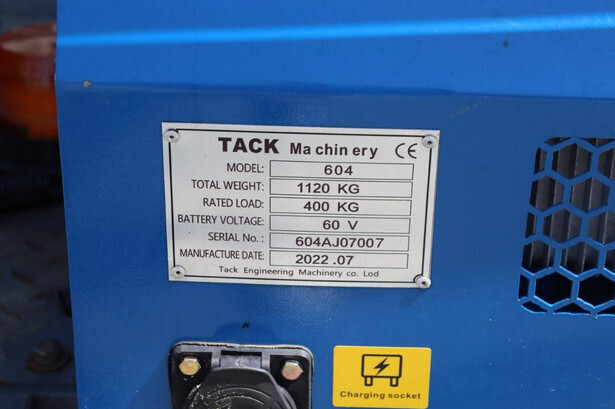 TACK Machinery CE
MODEL: 604
TOTAL WEIGHT: 1120 KG
RATED LOAD: 400 KG
BATTERY VOLTAGE: 60 V
SERIAL No.: 604AJ07007
MANUFACTURE DATE: 2022.07
Tack Engineering Machinery co. Lod
Charging socket